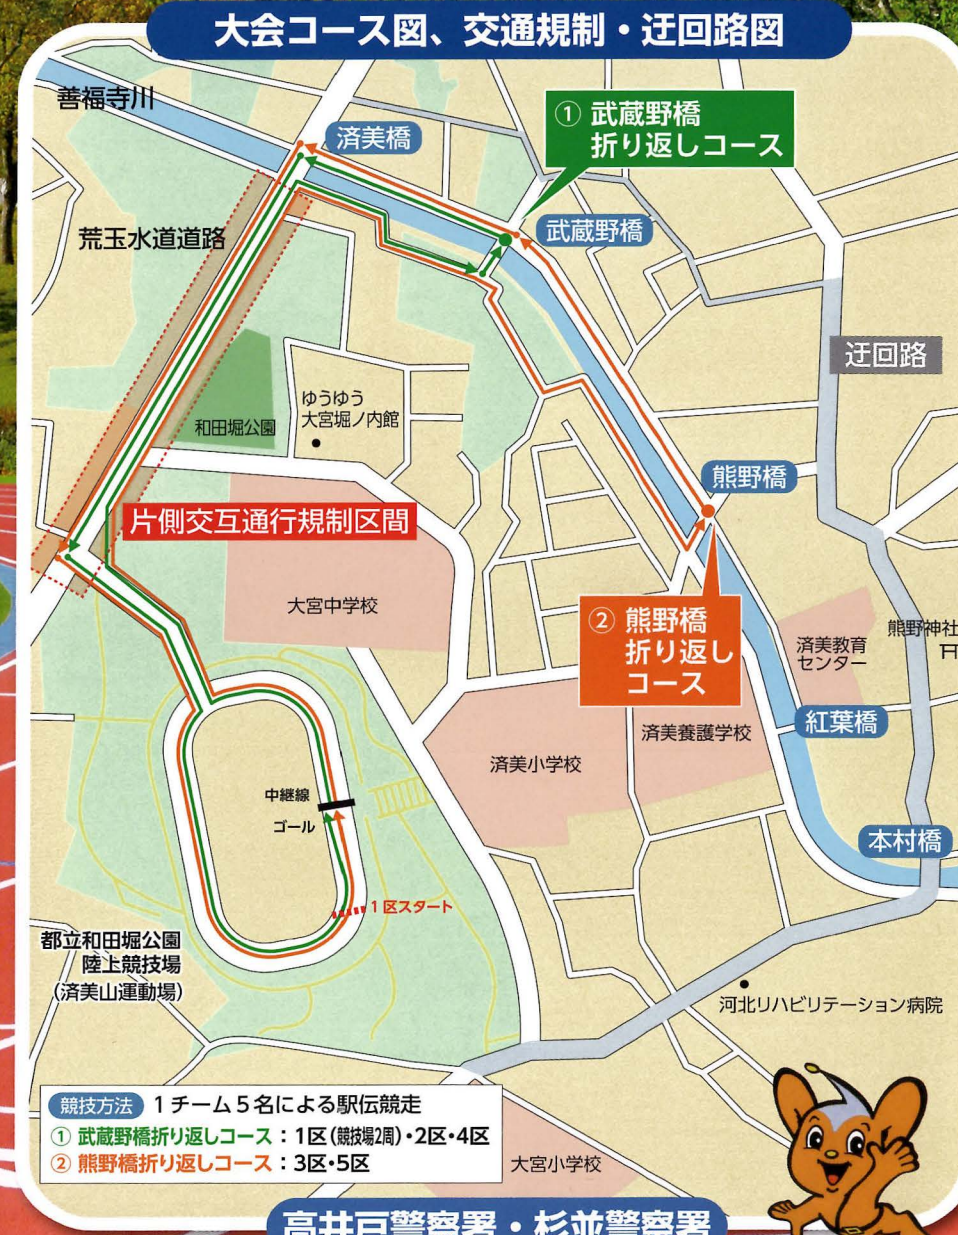 大会コース図、交通規制・迂回路図
善福寺川
済美橋
① 武蔵野橋
折り返しコース
荒玉水道道路
武蔵野橋
迂回路
ゆうゆう
大宮堀ノ内館
和田堀公園
熊野橋
片側交互通行規制区間
大宮中学校
② 熊野橋
折り返し
コース
済美教育
センター
熊野神社
紅葉橋
済美養護学校
済美小学校
中継線
ゴール
本村橋
1区スタート
都立和田堀公園
陸上競技場
(済美山運動場)
河北リハビリテーション病院
競技方法 1チーム5名による駅伝競走
① 武蔵野橋折り返しコース:1区(競技場2周)・2区・4区
② 熊野橋折り返しコース:3区・5区
大宮小学校
高井戸警察署・杉並警察署